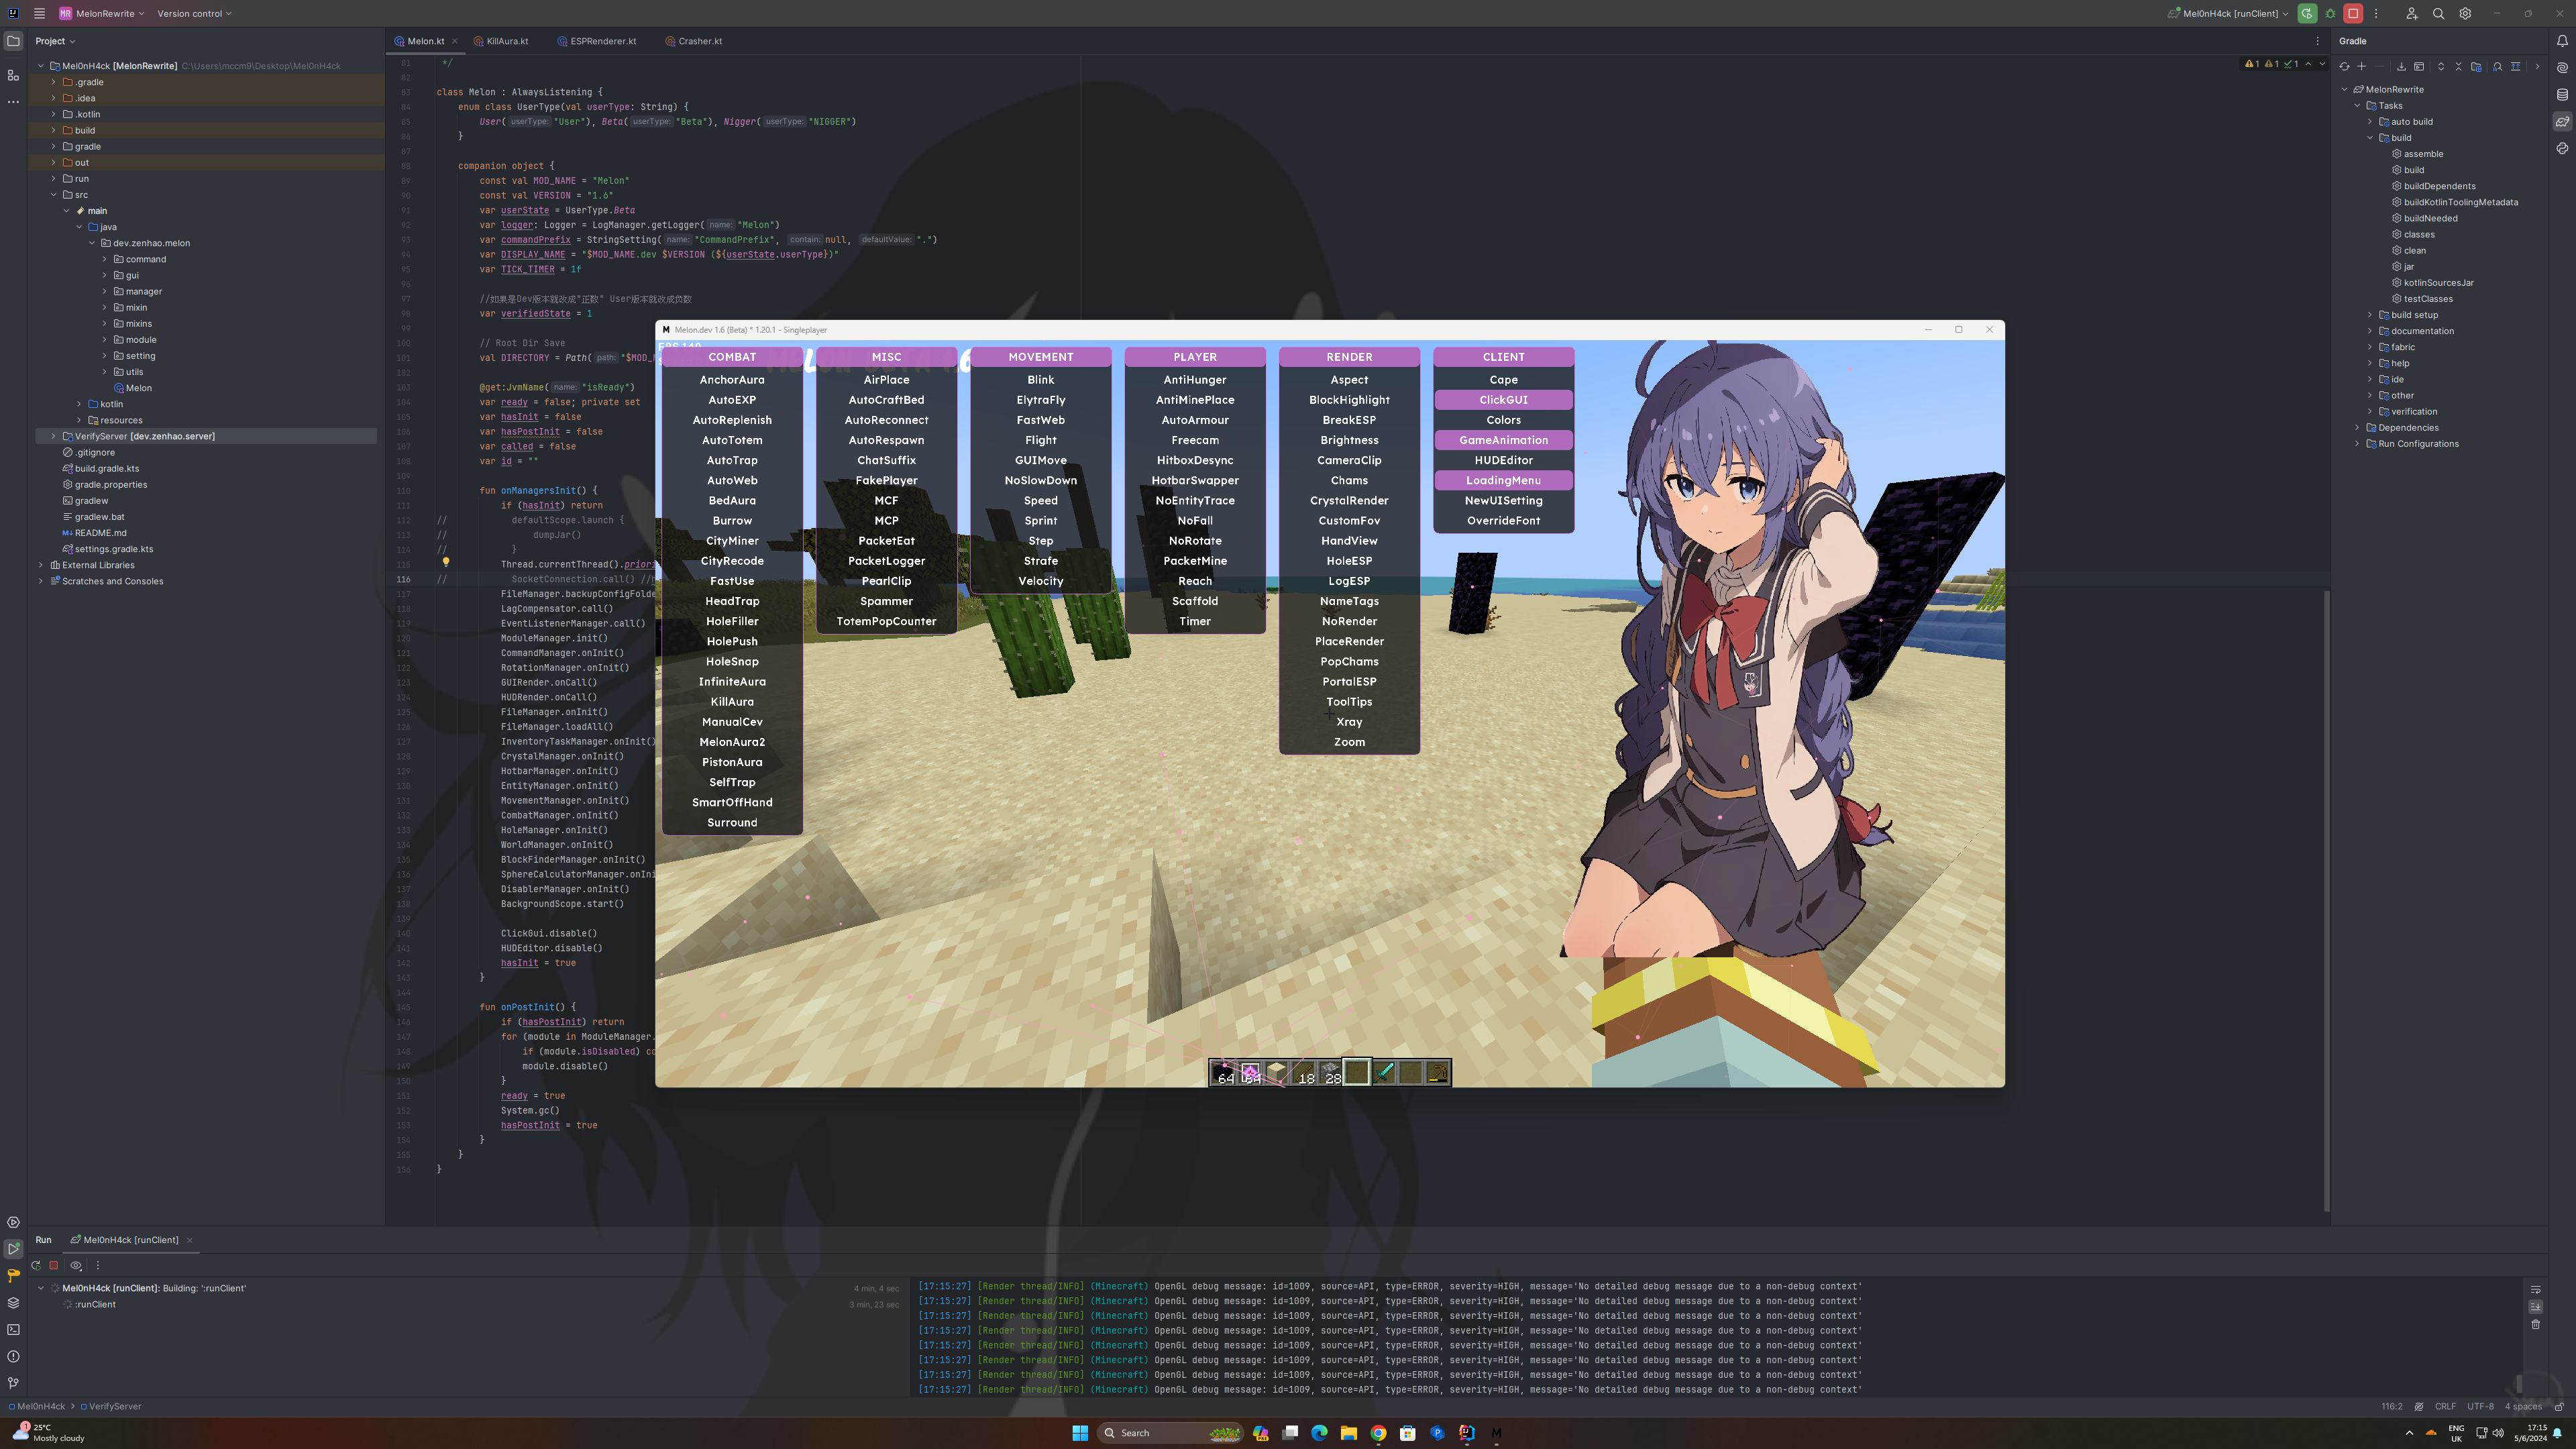 MR MelonRewrite Version control
Mel0nH4ck [runClient]
Project
Melon.kt KillAura.kt ESPRenderer.kt Crasher.kt
Gradle
Mel0nH4ck [MelonRewrite] C:\Users\mccm9\Desktop\Mel0nH4ck
.gradle
.idea
.kotlin
build
gradle
out
run
src
main
java
dev.zenhao.melon
command
gui
manager
mixin
mixins
module
setting
utils
Melon
kotlin
resources
VerifyServer [dev.zenhao.server]
.gitignore
build.gradle.kts
gradle.properties
gradlew
gradlew.bat
README.md
settings.gradle.kts
External Libraries
Scratches and Consoles
1 1 1
81 */
82
83 class Melon : AlwaysListening {
84 enum class UserType(val userType: String) {
85 User( userType: "User"), Beta( userType: "Beta"), Nigger( userType: "NIGGER")
86 }
87
88 companion object {
89 const val MOD_NAME = "Melon"
90 const val VERSION = "1.6"
91 var userState = UserType.Beta
92 var logger: Logger = LogManager.getLogger( name: "Melon")
93 var commandPrefix = StringSetting( name: "CommandPrefix", contain: null, defaultValue: ".")
94 var DISPLAY_NAME = "$MOD_NAME.dev $VERSION (${userState.userType})"
95 var TICK_TIMER = 1f
96
97 //如果是Dev版本就改成"正数" User版本就改成负数
98 var verifiedState = 1
99
100 // Root Dir Save
101 val DIRECTORY = Path( path: "$MOD_N
102
103 @get:JvmName( name: "isReady")
104 var ready = false; private set
105 var hasInit = false
106 var hasPostInit = false
107 var called = false
108 var id = ""
109
110 fun onManagersInit() {
111 if (hasInit) return
112 // defaultScope.launch {
113 // dumpJar()
114 // }
115 Thread.currentThread().priori
116 // SocketConnection.call() //
117 FileManager.backupConfigFolde
118 LagCompensator.call()
119 EventListenerManager.call()
120 ModuleManager.init()
121 CommandManager.onInit()
122 RotationManager.onInit()
123 GUIRender.onCall()
124 HUDRender.onCall()
125 FileManager.onInit()
126 FileManager.loadAll()
127 InventoryTaskManager.onInit()
128 CrystalManager.onInit()
129 HotbarManager.onInit()
130 EntityManager.onInit()
131 MovementManager.onInit()
132 CombatManager.onInit()
133 HoleManager.onInit()
134 WorldManager.onInit()
135 BlockFinderManager.onInit()
136 SphereCalculatorManager.onIni
137 DisablerManager.onInit()
138 BackgroundScope.start()
139
140 ClickGui.disable()
141 HUDEditor.disable()
142 hasInit = true
143 }
144
145 fun onPostInit() {
146 if (hasPostInit) return
147 for (module in ModuleManager.
148 if (module.isDisabled) co
149 module.disable()
150 }
151 ready = true
152 System.gc()
153 hasPostInit = true
154 }
155 }
156 }
M Melon.dev 1.6 (Beta) * 1.20.1 - Singleplayer
COMBAT
AnchorAura
AutoEXP
AutoReplenish
AutoTotem
AutoTrap
AutoWeb
BedAura
Burrow
CityMiner
CityRecode
FastUse
HeadTrap
HoleFiller
HolePush
HoleSnap
InfiniteAura
KillAura
ManualCev
MelonAura2
PistonAura
SelfTrap
SmartOffHand
Surround
MISC
AirPlace
AutoCraftBed
AutoReconnect
AutoRespawn
ChatSuffix
FakePlayer
MCF
MCP
PacketEat
PacketLogger
PearlClip
Spammer
TotemPopCounter
MOVEMENT
Blink
ElytraFly
FastWeb
Flight
GUIMove
NoSlowDown
Speed
Sprint
Step
Strafe
Velocity
PLAYER
AntiHunger
AntiMinePlace
AutoArmour
Freecam
HitboxDesync
HotbarSwapper
NoEntityTrace
NoFall
NoRotate
PacketMine
Reach
Scaffold
Timer
RENDER
Aspect
BlockHighlight
BreakESP
Brightness
CameraClip
Chams
CrystalRender
CustomFov
HandView
HoleESP
LogESP
NameTags
NoRender
PlaceRender
PopChams
PortalESP
ToolTips
Xray
Zoom
CLIENT
Cape
ClickGUI
Colors
GameAnimation
HUDEditor
LoadingMenu
NewUISetting
OverrideFont
64 64 18 28
MelonRewrite
Tasks
auto build
build
assemble
build
buildDependents
buildKotlinToolingMetadata
buildNeeded
classes
clean
jar
kotlinSourcesJar
testClasses
build setup
documentation
fabric
help
ide
other
verification
Dependencies
Run Configurations
Run Mel0nH4ck [runClient]
Mel0nH4ck [runClient]: Building: ':runClient' 4 min, 4 sec
:runClient 3 min, 23 sec
[17:15:27] [Render thread/INFO] (Minecraft) OpenGL debug message: id=1009, source=API, type=ERROR, severity=HIGH, message='No detailed debug message due to a non-debug context'
[17:15:27] [Render thread/INFO] (Minecraft) OpenGL debug message: id=1009, source=API, type=ERROR, severity=HIGH, message='No detailed debug message due to a non-debug context'
[17:15:27] [Render thread/INFO] (Minecraft) OpenGL debug message: id=1009, source=API, type=ERROR, severity=HIGH, message='No detailed debug message due to a non-debug context'
[17:15:27] [Render thread/INFO] (Minecraft) OpenGL debug message: id=1009, source=API, type=ERROR, severity=HIGH, message='No detailed debug message due to a non-debug context'
[17:15:27] [Render thread/INFO] (Minecraft) OpenGL debug message: id=1009, source=API, type=ERROR, severity=HIGH, message='No detailed debug message due to a non-debug context'
[17:15:27] [Render thread/INFO] (Minecraft) OpenGL debug message: id=1009, source=API, type=ERROR, severity=HIGH, message='No detailed debug message due to a non-debug context'
[17:15:27] [Render thread/INFO] (Minecraft) OpenGL debug message: id=1009, source=API, type=ERROR, severity=HIGH, message='No detailed debug message due to a non-debug context'
[17:15:27] [Render thread/INFO] (Minecraft) OpenGL debug message: id=1009, source=API, type=ERROR, severity=HIGH, message='No detailed debug message due to a non-debug context'
Mel0nH4ck > VerifyServer
116:2 CRLF UTF-8 4 spaces
1 25°C
Mostly cloudy
Search
ENG
UK
17:15
5/6/2024